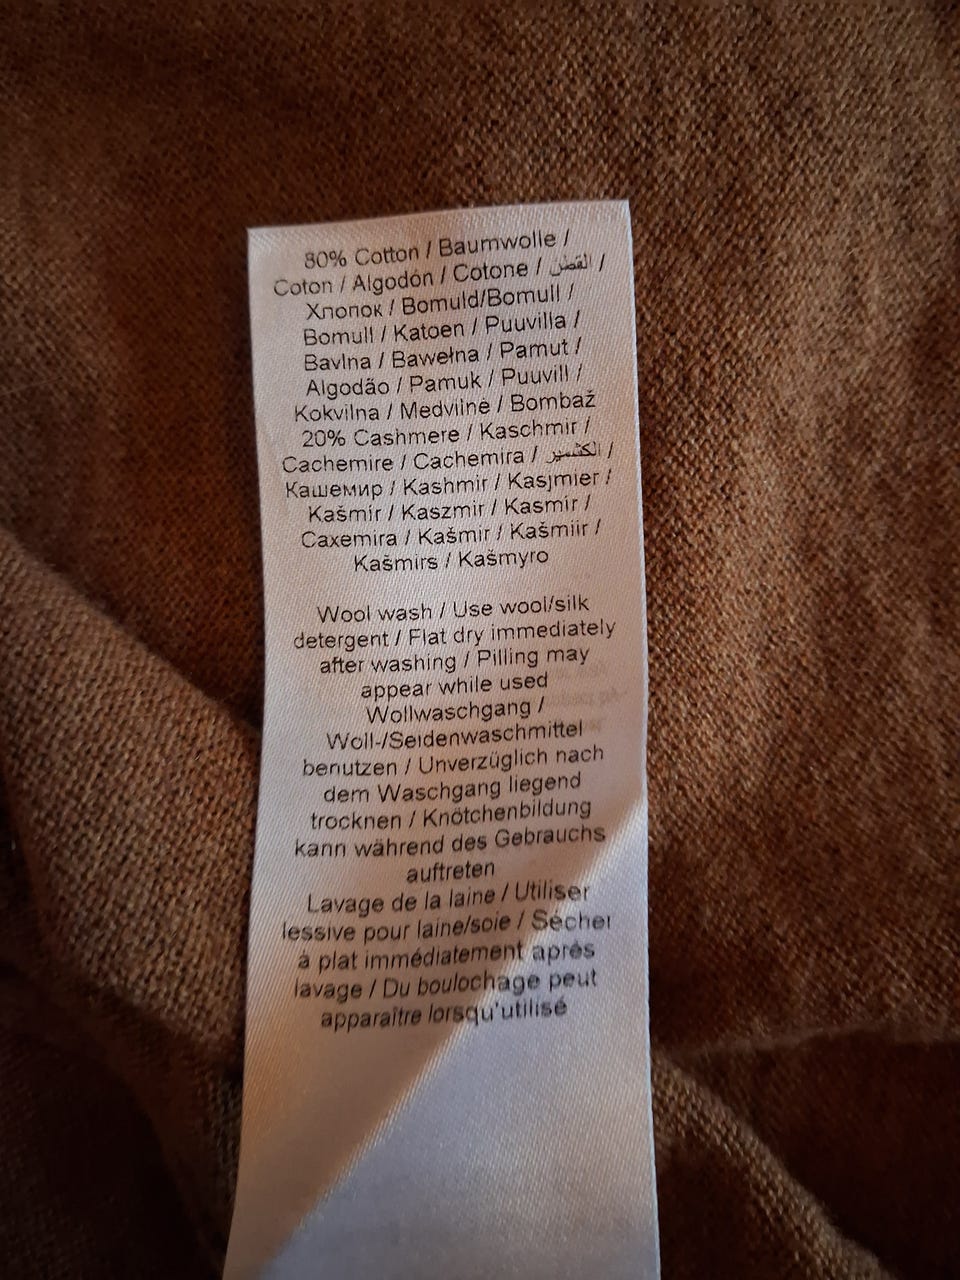 80% Cotton / Baumwolle /
Coton / Algodón / Cotone / القطن /
Хлопок / Bomuld/Bomull /
Bomull / Katoen / Puuvilla /
Bavlna / Bawełna / Pamut /
Algodão / Pamuk / Puuvill /
Kokvilna / Medvilnė / Bombaž
20% Cashmere / Kaschmir /
Cachemire / Cachemira / الكشمير /
Кашемир / Kashmir / Kasjmier /
Kašmír / Kaszmir / Kasmír /
Caxemira / Kašmir / Kašmiir /
Kašmirs / Kašmyro
Wool wash / Use wool/silk
detergent / Flat dry immediately
after washing / Pilling may
appear while used
Wollwaschgang /
Woll-/Seidenwaschmittel
benutzen / Unverzüglich nach
dem Waschgang liegend
trocknen / Knötchenbildung
kann während des Gebrauchs
auftreten
Lavage de la laine / Utiliser
lessive pour laine/soie / Sécher
à plat immédiatement après
lavage / Du boulochage peut
apparaître lorsqu'utilisé